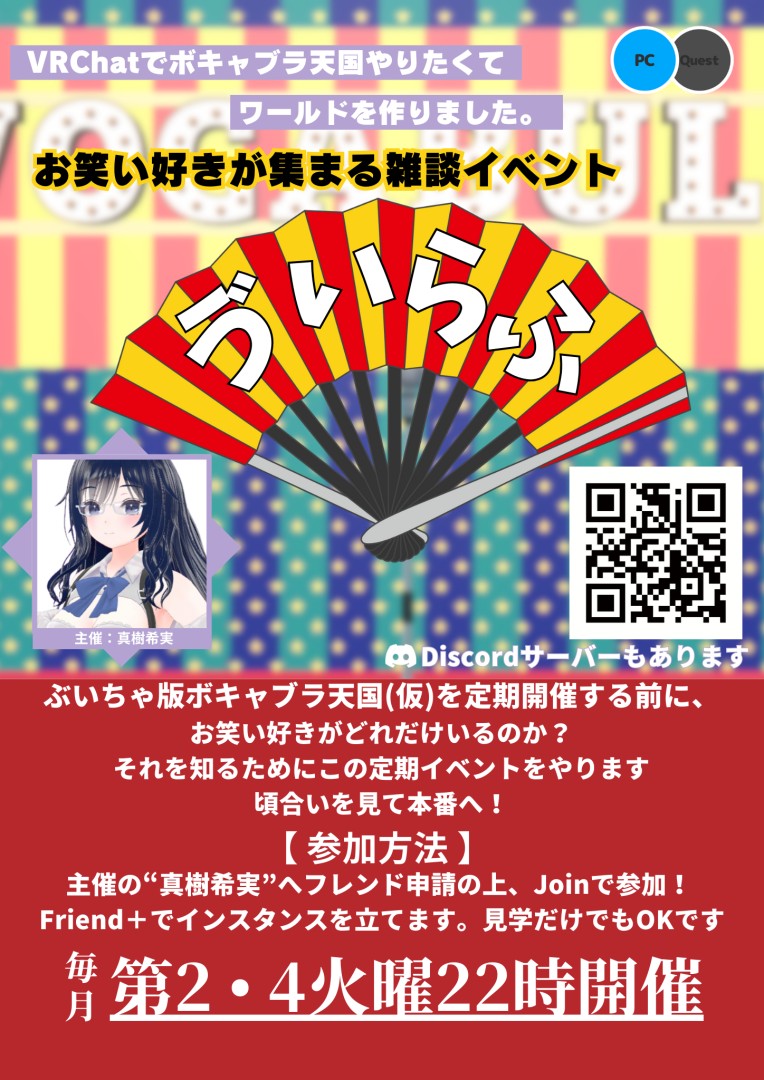 VRChatでボキャブラ天国やりたくて
PC
Quest
ワールドを作りました。
VOCABUL
お笑い好きが集まる雑談イベント
ゔいらふ
主催：真樹希実
Discordサーバーもあります
ぶいちゃ版ボキャブラ天国(仮)を定期開催する前に、
お笑い好きがどれだけいるのか？
それを知るためにこの定期イベントをやります
頃合いを見て本番へ！
【 参加方法 】
主催の“真樹希実”へフレンド申請の上、Joinで参加！
Friend＋でインスタンスを立てます。見学だけでもOKです
毎月 第2・4火曜22時開催